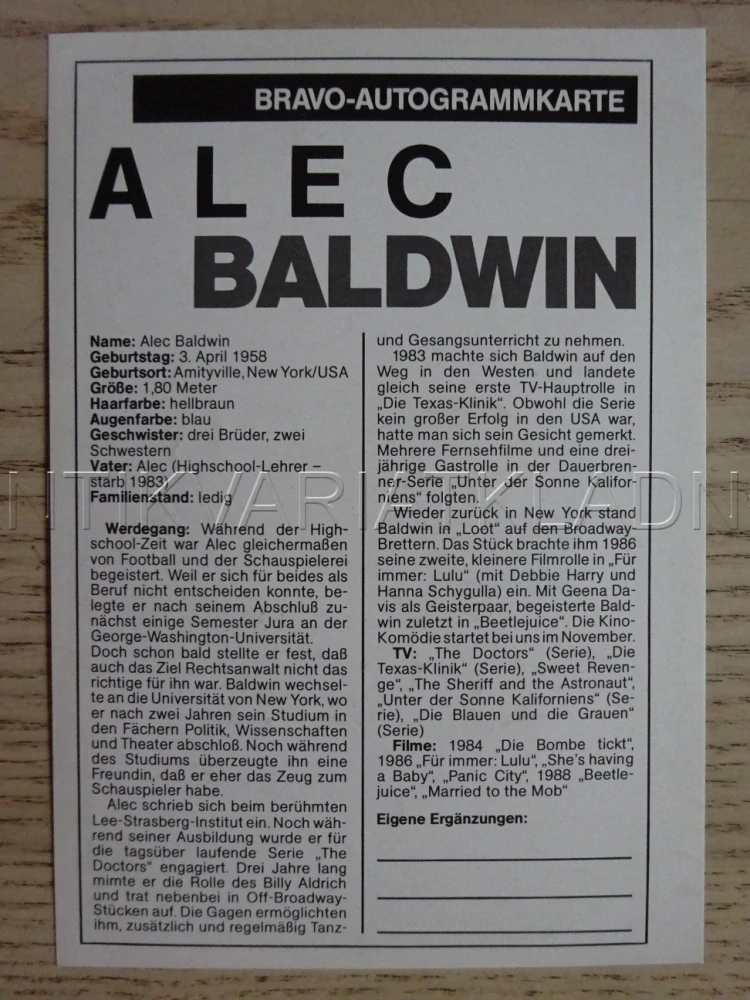 BRAVO-AUTOGRAMMKARTE
ALEC
BALDWIN
Name: Alec Baldwin
Geburtstag: 3. April 1958
Geburtsort: Amityville, New York/USA
Größe: 1,80 Meter
Haarfarbe: hellbraun
Augenfarbe: blau
Geschwister: drei Brüder, zwei
Schwestern
Vater: Alec (Highschool-Lehrer –
starb 1983)
Familienstand: ledig
Werdegang: Während der High-
school-Zeit war Alec gleichermaßen
von Football und der Schauspielerei
begeistert. Weil er sich für beides als
Beruf nicht entscheiden konnte, be-
legte er nach seinem Abschluß zu-
nächst einige Semester Jura an der
George-Washington-Universität.
Doch schon bald stellte er fest, daß
auch das Ziel Rechtsanwalt nicht das
richtige für ihn war. Baldwin wechsel-
te an die Universität von New York, wo
er nach zwei Jahren sein Studium in
den Fächern Politik, Wissenschaften
und Theater abschloß. Noch während
des Studiums überzeugte ihn eine
Freundin, daß er eher das Zeug zum
Schauspieler habe.
Alec schrieb sich beim berühmten
Lee-Strasberg-Institut ein. Noch wäh-
rend seiner Ausbildung wurde er für
die tagsüber laufende Serie „The
Doctors“ engagiert. Drei Jahre lang
mimte er die Rolle des Billy Aldrich
und trat nebenbei in Off-Broadway-
Stücken auf. Die Gagen ermöglichten
ihm, zusätzlich und regelmäßig Tanz-
und Gesangsunterricht zu nehmen.
1983 machte sich Baldwin auf den
Weg in den Westen und landete
gleich seine erste TV-Hauptrolle in
„Die Texas-Klinik“. Obwohl die Serie
kein großer Erfolg in den USA war,
hatte man sich sein Gesicht gemerkt.
Mehrere Fernsehfilme und eine drei-
jährige Gastrolle in der Dauerbren-
ner-Serie „Unter der Sonne Kalifor-
niens“ folgten.
Wieder zurück in New York stand
Baldwin in „Loot“ auf den Broadway-
Brettern. Das Stück brachte ihm 1986
seine zweite, kleinere Filmrolle in „Für
immer: Lulu“ (mit Debbie Harry und
Hanna Schygulla) ein. Mit Geena Da-
vis als Geisterpaar, begeisterte Bald-
win zuletzt in „Beetlejuice“. Die Kino-
Komödie startet bei uns im November.
TV: „The Doctors“ (Serie), „Die
Texas-Klinik“ (Serie), „Sweet Reven-
ge“, „The Sheriff and the Astronaut“,
„Unter der Sonne Kaliforniens“ (Se-
rie), „Die Blauen und die Grauen“
(Serie)
Filme: 1984 „Die Bombe tickt“,
1986 „Für immer: Lulu“, „She's having
a Baby“, „Panic City“, 1988 „Beetle-
juice“, „Married to the Mob“
Eigene Ergänzungen:
NTIKVARIATKLADN